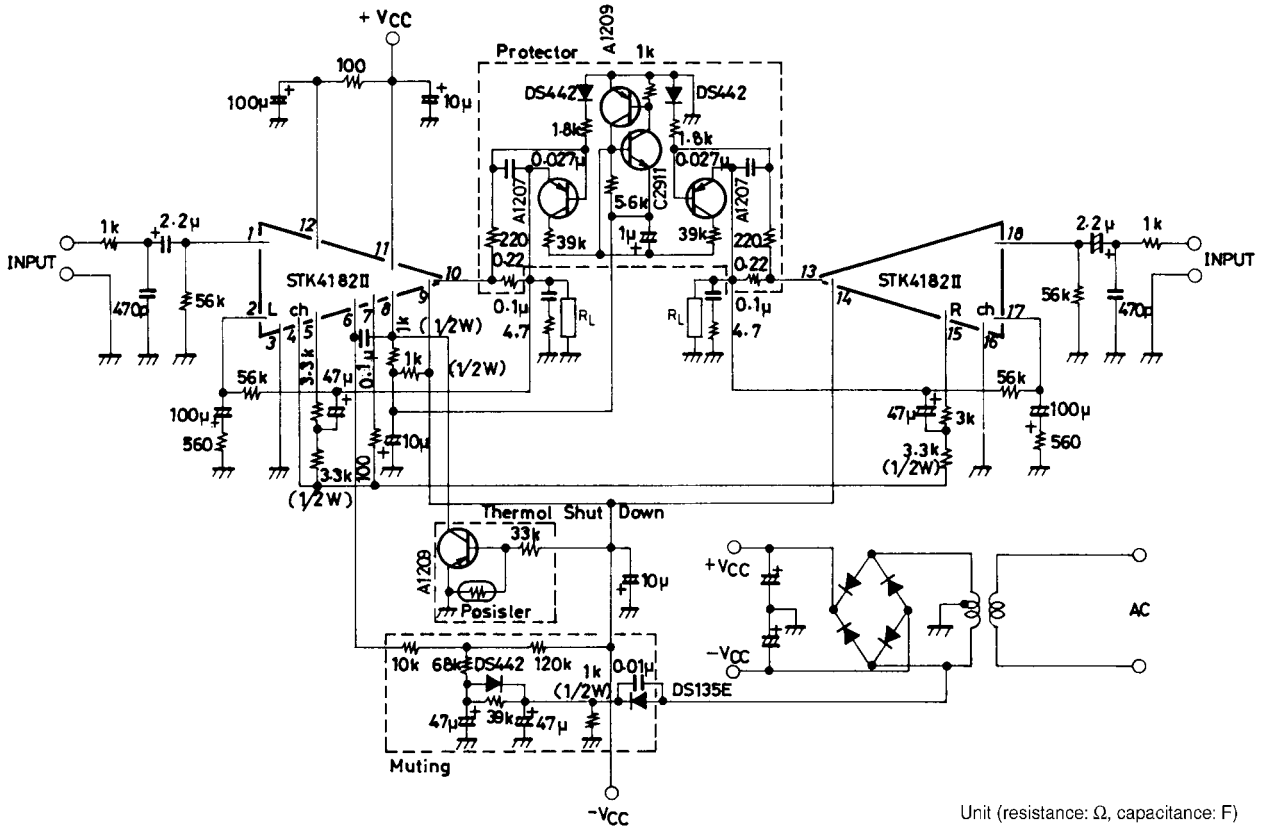 + VCC
A1209
Protector
1k
100
100μ
+
10μ
+
DS442
DS442
1.8k
1.8k
0.027μ
0.027μ
A1207
C2911
A1207
5.6k
39k
1μ
+
39k
220
220
0.22
0.22
INPUT
1k
+
2.2μ
470p
56k
1
12
11
10
STK4182II
2
L
ch
3
4
5
6
7
8
9
0.1μ
4.7
RL
RL
0.1μ
4.7
13
STK4182II
18
14
R
ch
17
15
16
2.2μ
+
1k
INPUT
56k
470p
1k
(1/2W)
1k
(1/2W)
0.1μ
3.3k
47μ
+
56k
100μ
+
560
10μ
+
100
3.3k
(1/2W)
47μ
+
3k
3.3k
(1/2W)
56k
100μ
+
560
Thermol Shut Down
33k
A1209
Posisler
10μ
+
+VCC
+
+
-VCC
AC
10k
68k
DS442
120k
1k
(1/2W)
0.01μ
DS135E
47μ
+
39k
+
47μ
Muting
-VCC
Unit (resistance: Ω, capacitance: F)